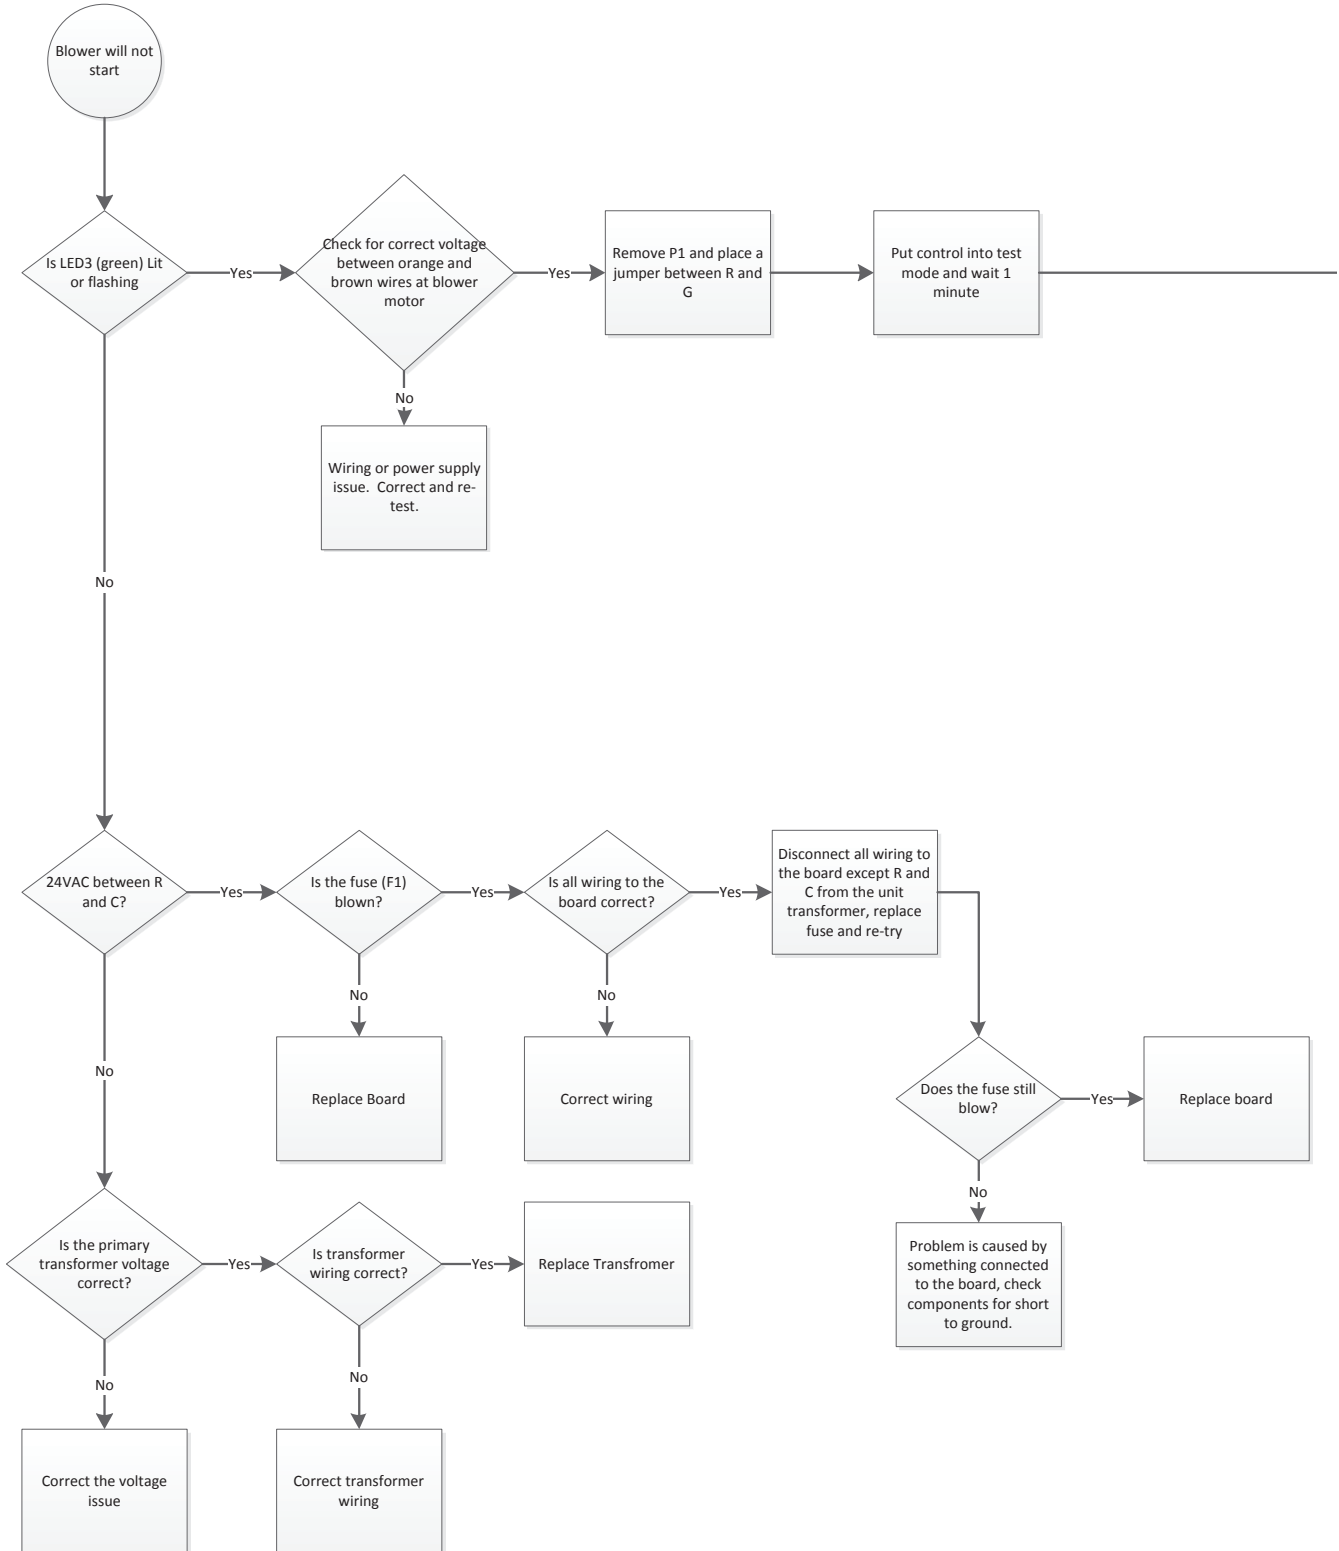 Blower will not
start
Is LED3 (green) Lit
or flashing
Yes
Check for correct voltage
between orange and
brown wires at blower
motor
Yes
Remove P1 and place a
jumper between R and
G
Put control into test
mode and wait 1
minute
No
Wiring or power supply
issue.  Correct and re-
test.
No
24VAC between R
and C?
Yes
Is the fuse (F1)
blown?
Yes
Is all wiring to the
board correct?
Yes
Disconnect all wiring to
the board except R and
C from the unit
transformer, replace
fuse and re-try
No
No
No
Replace Board
Correct wiring
Does the fuse still
blow?
Yes
Replace board
No
Is the primary
transformer voltage
correct?
Yes
Is transformer
wiring correct?
Yes
Replace Transfromer
Problem is caused by
something connected
to the board, check
components for short
to ground.
No
No
Correct the voltage
issue
Correct transformer
wiring